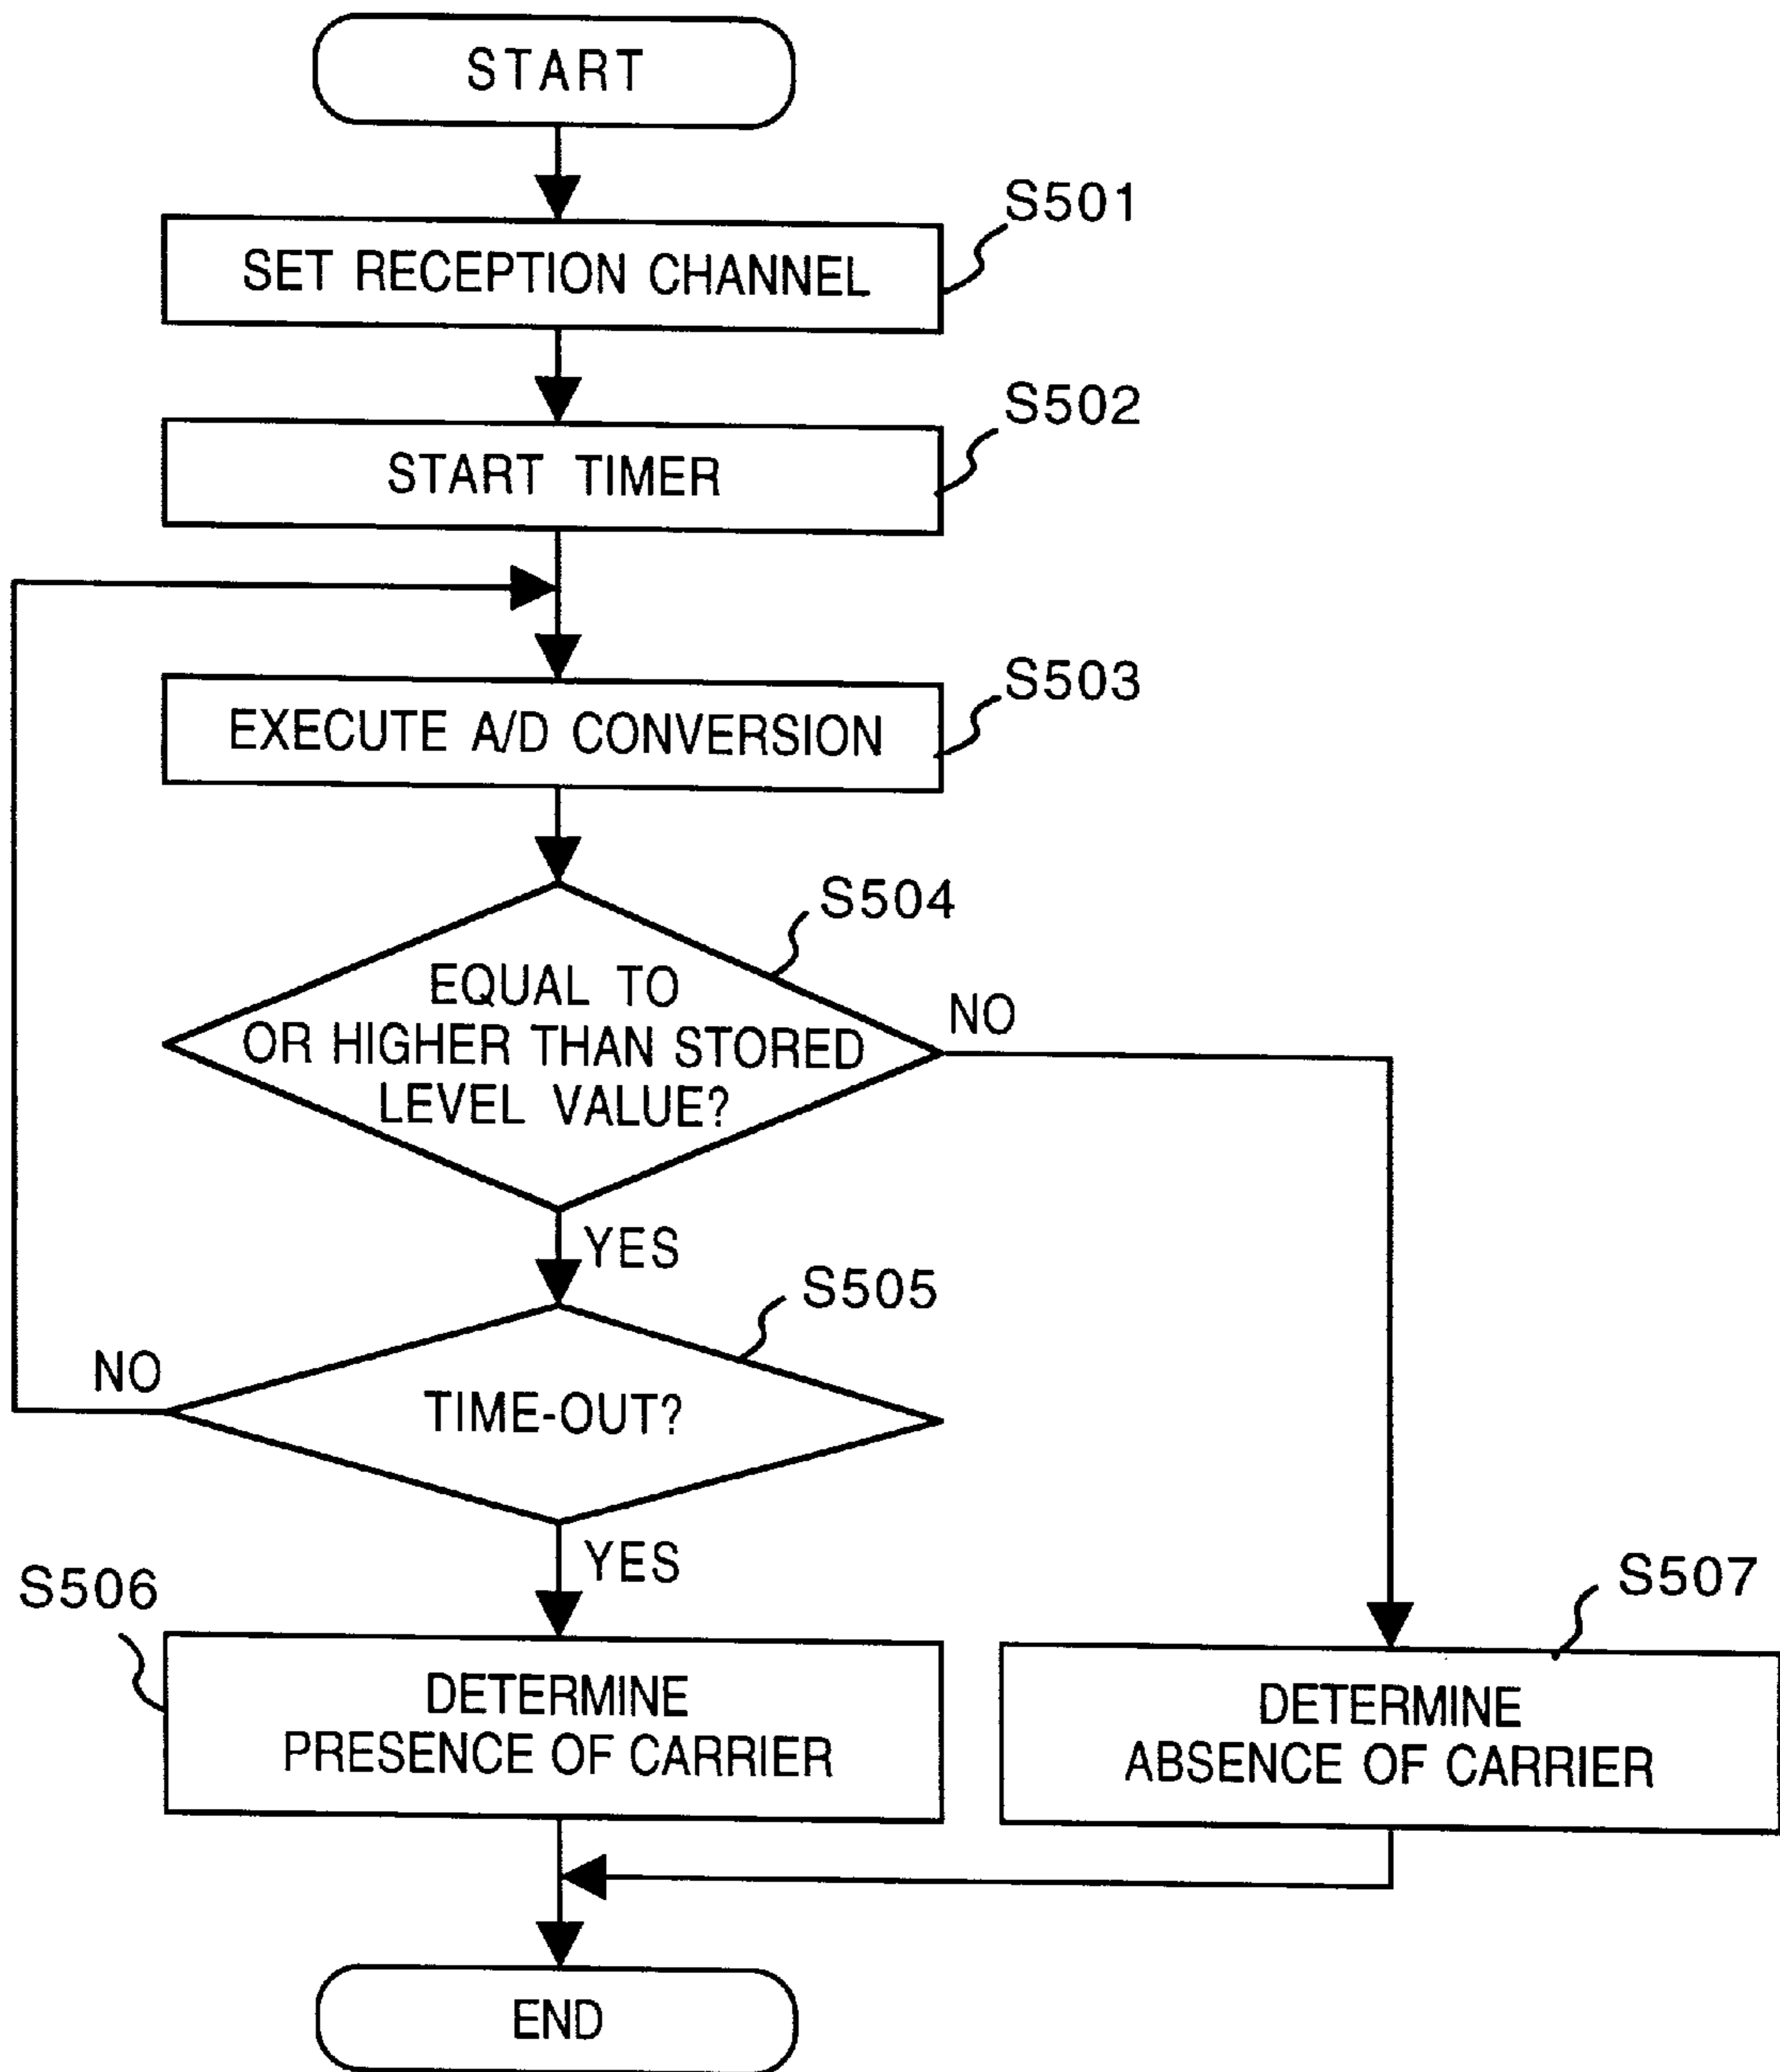 START
S501
SET RECEPTION CHANNEL
S502
START TIMER
S503
EXECUTE A/D CONVERSION
S504
EQUAL TO
OR HIGHER THAN STORED
LEVEL VALUE?
NO
YES
S505
NO
TIME-OUT?
YES
S506
DETERMINE
PRESENCE OF CARRIER
S507
DETERMINE
ABSENCE OF CARRIER
END